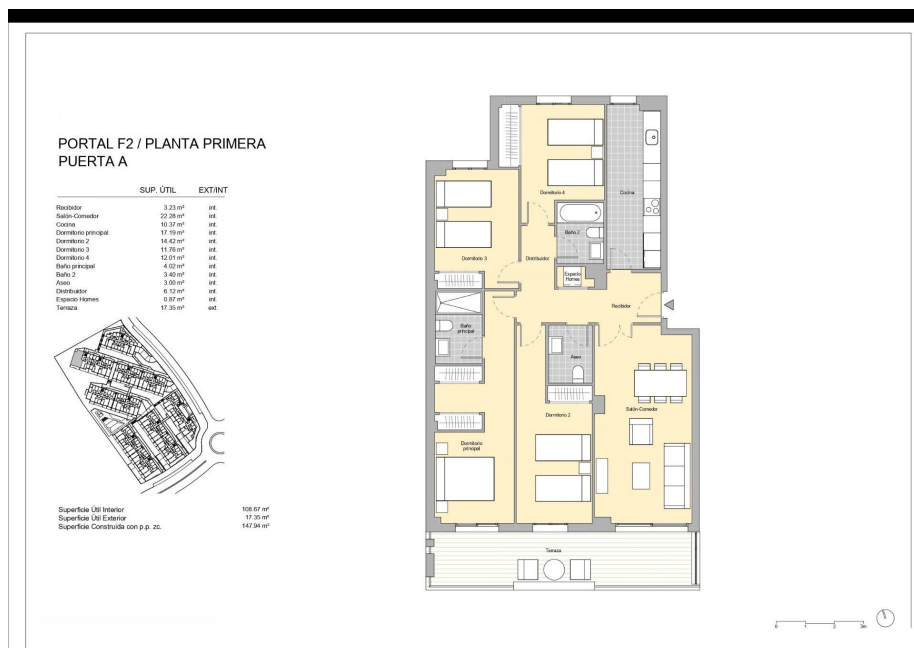 PORTAL F2 / PLANTA PRIMERA
PUERTA A
SUP. ÚTIL EXT/INT
Recibidor 3.23 m² int.
Salón-Comedor 22.28 m² int.
Cocina 10.37 m² int.
Dormitorio principal 17.19 m² int.
Dormitorio 2 14.42 m² int.
Dormitorio 3 11.76 m² int.
Dormitorio 4 12.01 m² int.
Baño principal 4.02 m² int.
Baño 2 3.40 m² int.
Aseo 3.00 m² int.
Distribuidor 6.12 m² int.
Espacio Homes 0.87 m² int.
Terraza 17.35 m² ext.
Superficie Útil Interior 108.67 m²
Superficie Útil Exterior 17.35 m²
Superficie Construida con p.p. zc. 147.94 m²
Dormitorio 4
Cocina
Baño 2
Dormitorio 3
Distribuidor
Espacio
Homes
Recibidor
Baño
principal
Aseo
Dormitorio 2
Salón-Comedor
Dormitorio
principal
Terraza
0 1 2 3m